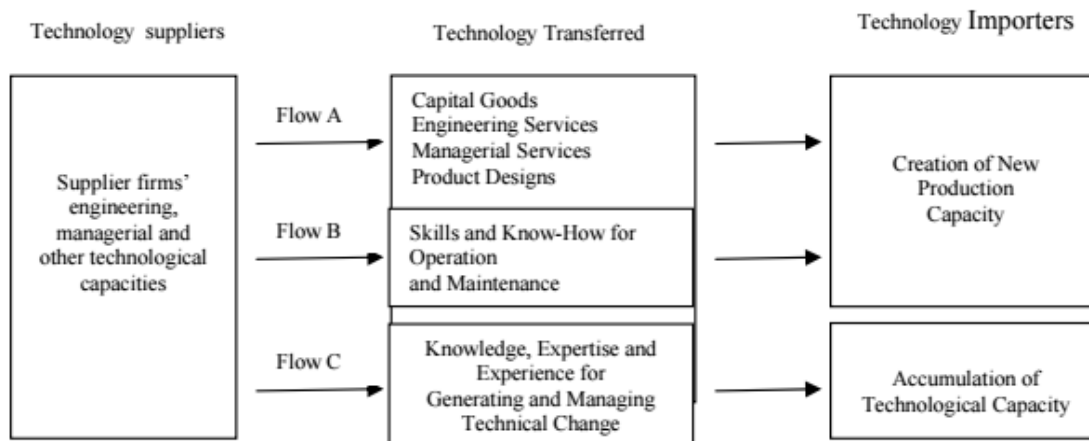 Technology suppliers
Technology Transferred
Technology Importers
Supplier firms'
engineering,
managerial and
other technological
capacities
Flow A
Capital Goods
Engineering Services
Managerial Services
Product Designs
Creation of New
Production
Capacity
Flow B
Skills and Know-How for
Operation
and Maintenance
Flow C
Knowledge, Expertise and
Experience for
Generating and Managing
Technical Change
Accumulation of
Technological Capacity